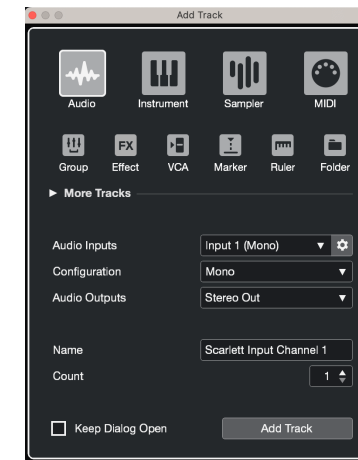 Add Track
Audio Instrument Sampler MIDI
FX
Group Effect VCA Marker Ruler Folder
More Tracks
Audio Inputs Input 1 (Mono)
Configuration Mono
Audio Outputs Stereo Out
Name Scarlett Input Channel 1
Count 1
Keep Dialog Open Add Track